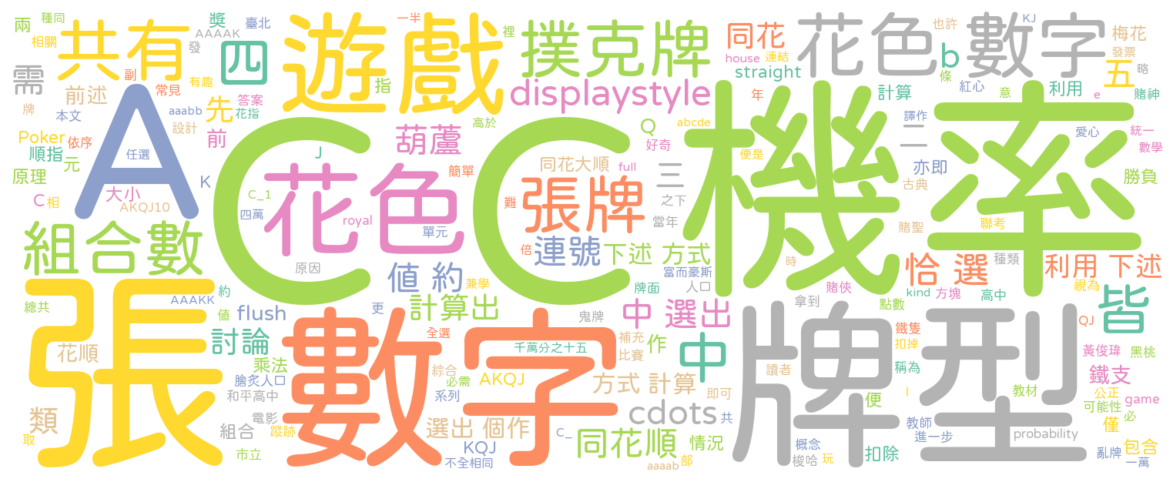 兩 種同 獎 AAAAK 臺北 一半 裡 撲克牌 同花 house 連結 也許 KJ 梅花
相關 共有 發 四 遊戲 花色 b 數字 發票
需 副 有趣 指 displaystyle straight 年 條 五 略
牌 前述 常見 aaabb 先 答案 花指 高於 abcde 計算 紅心 意 利用 e 賭神
本文 A C C 機率
Poker 依序 設計 前 葫蘆 Q 好奇 便是 二 譯作 愛心 統一
順指 元 任選 J 簡單 同花大順 full 三 亦即 古典 數學
原理 大小 K 花色 張牌 難 之下 勝負
C 相 AKQJ10 四萬 C_1 royal 單元 當年 賭聖 聯考
組合數 倍 連號 下述 方式 時 恰 選 種類 利用 下述
原因 值 約 兼學 富而豪斯 人口 賭俠 牌面 kind 方塊 視為
總共 AAAKK 約 值 更 計算出 鬼牌 中 選出 拿到 點數 高中 皆
張 flush 數字 全選 補充 作 中 牌型 鐵隻 QJ
花順 討論 千萬分之十五 比賽 扣掉 黃俊瑋 黑桃
乘法 綜合 讀者 稱為 鐵支
膾炙人口 必需 AKQJ 方式 計算 即可 l 教材 game
類 和平高中 系列 cdots 共 便 公正 可能性 必
取 組合 電影 選出 個作 教師 僅
蹤跡 KQJ C_ 同花順 情況 概念 進一步 probability 亂牌 包含
市立 不全相同 aaaab 部 梭哈 玩 扣除 一萬